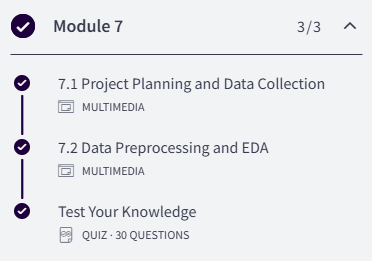 Module 7 3/3
7.1 Project Planning and Data Collection
MULTIMEDIA
7.2 Data Preprocessing and EDA
MULTIMEDIA
Test Your Knowledge
QUIZ · 30 QUESTIONS